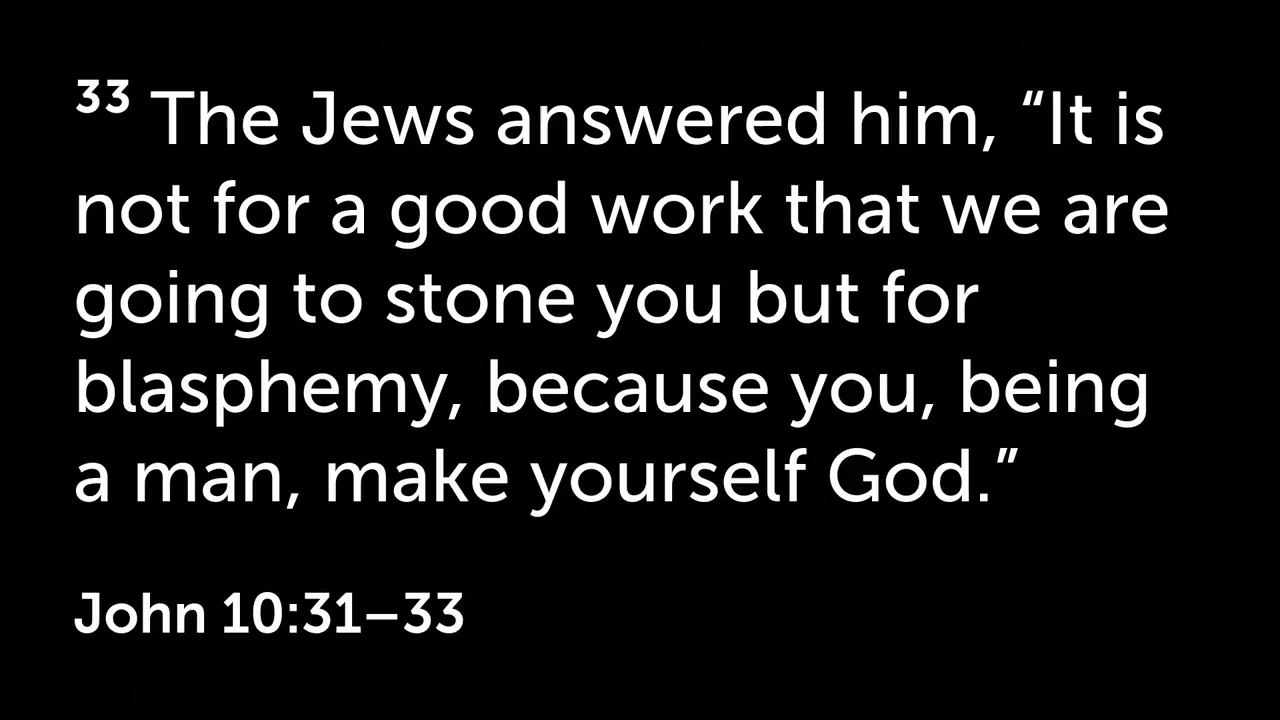 33 The Jews answered him, “It is
not for a good work that we are
going to stone you but for
blasphemy, because you, being
a man, make yourself God.”
John 10:31–33